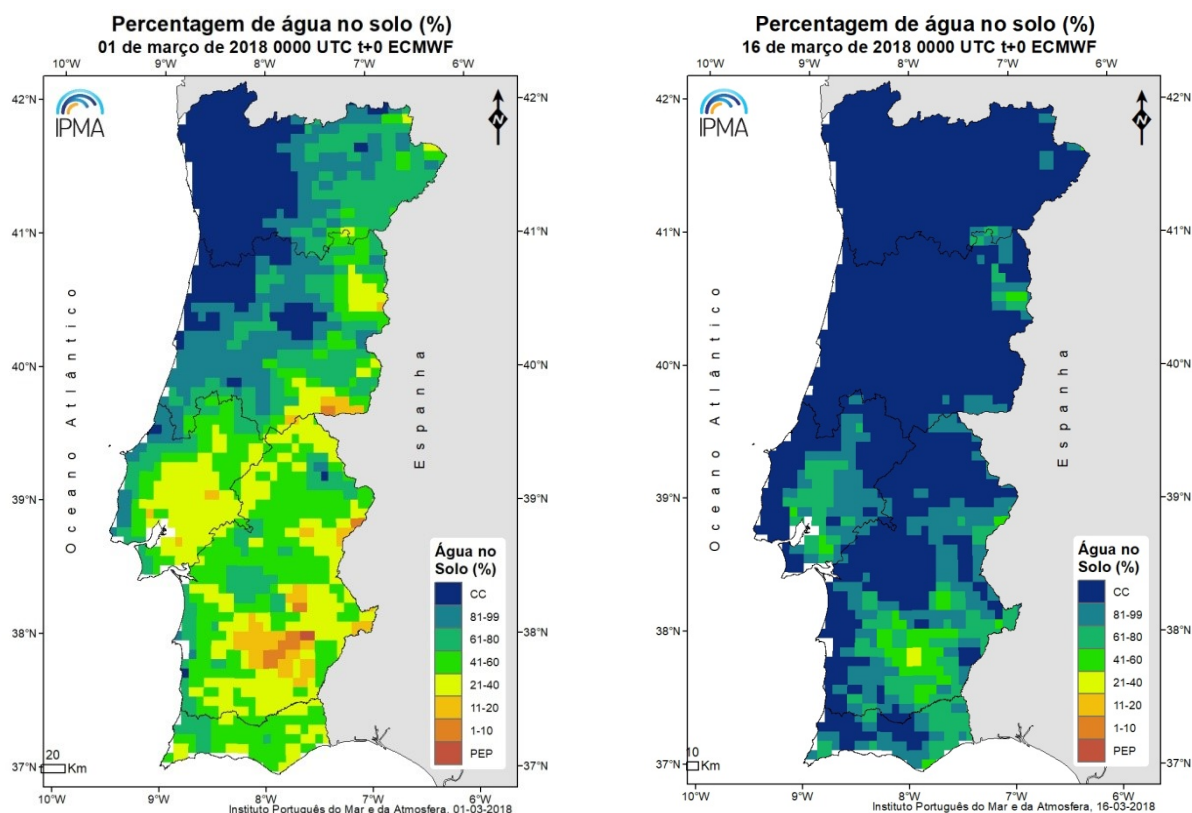 Percentagem de água no solo (%)
01 de março de 2018 0000 UTC t+0 ECMWF
10°W 9°W 8°W 7°W 6°W
42°N 42°N
IPMA
N
41°N 41°N
Oceano Atlântico
40°N 40°N
Espanha
39°N 39°N
Água no
Solo (%)
CC
81-99
38°N 38°N
61-80
41-60
21-40
11-20
1-10
PEP
20
Km
37°N 37°N
10°W 9°W 8°W 7°W 6°W
Instituto Português do Mar e da Atmosfera, 01-03-2018
Percentagem de água no solo (%)
16 de março de 2018 0000 UTC t+0 ECMWF
10°W 9°W 8°W 7°W 6°W
42°N 42°N
IPMA
N
41°N 41°N
Oceano Atlântico
40°N 40°N
Espanha
39°N 39°N
Água no
Solo (%)
CC
81-99
38°N 38°N
61-80
41-60
21-40
11-20
1-10
PEP
10
Km
37°N 37°N
10°W 9°W 8°W 7°W 6°W
Instituto Português do Mar e da Atmosfera, 16-03-2018